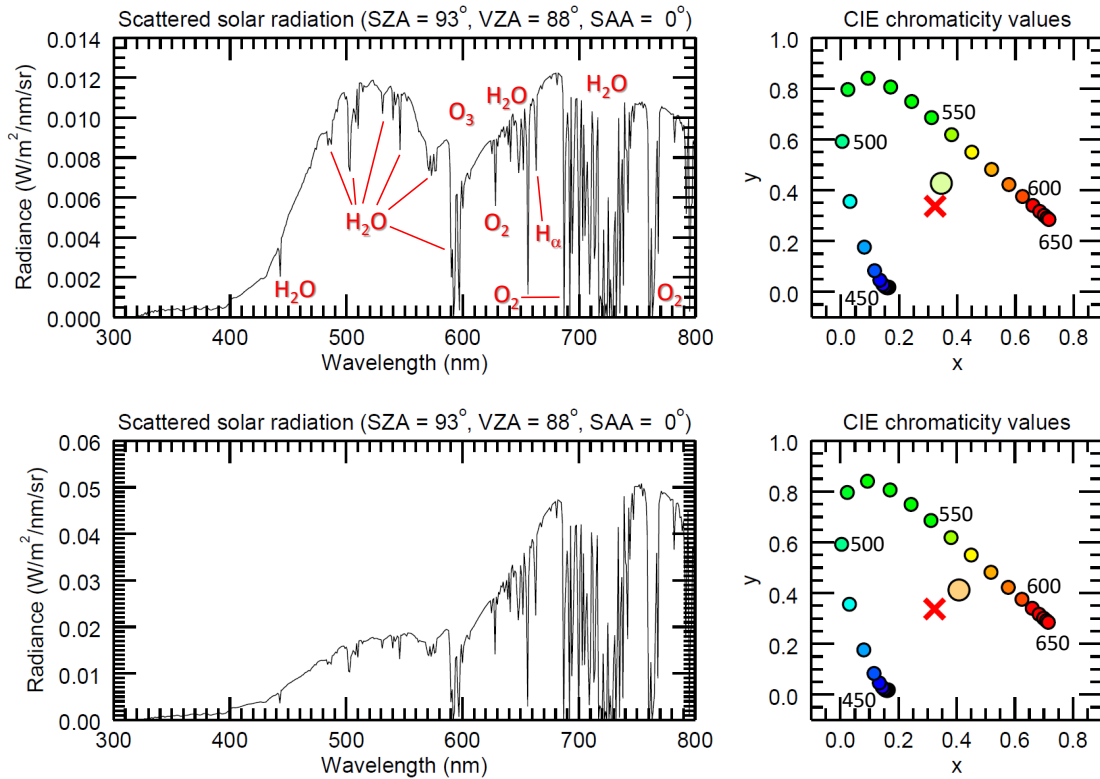 Scattered solar radiation (SZA = 93°, VZA = 88°, SAA = 0°)
CIE chromaticity values
0.014
0.012
0.010
0.008
0.006
0.004
0.002
0.000
Radiance (W/m²/nm/sr)
H₂O
O₃
H₂O
H₂O
H₂O
H₂O
O₂
Hα
O₂
O₂
300 400 500 600 700 800
Wavelength (nm)
1.0
0.8
0.6
0.4
0.2
0.0
y
550
500
600
650
450
0.0 0.2 0.4 0.6 0.8
x
Scattered solar radiation (SZA = 93°, VZA = 88°, SAA = 0°)
CIE chromaticity values
0.06
0.05
0.04
0.03
0.02
0.01
0.00
Radiance (W/m²/nm/sr)
300 400 500 600 700 800
Wavelength (nm)
1.0
0.8
0.6
0.4
0.2
0.0
y
550
500
600
650
450
0.0 0.2 0.4 0.6 0.8
x